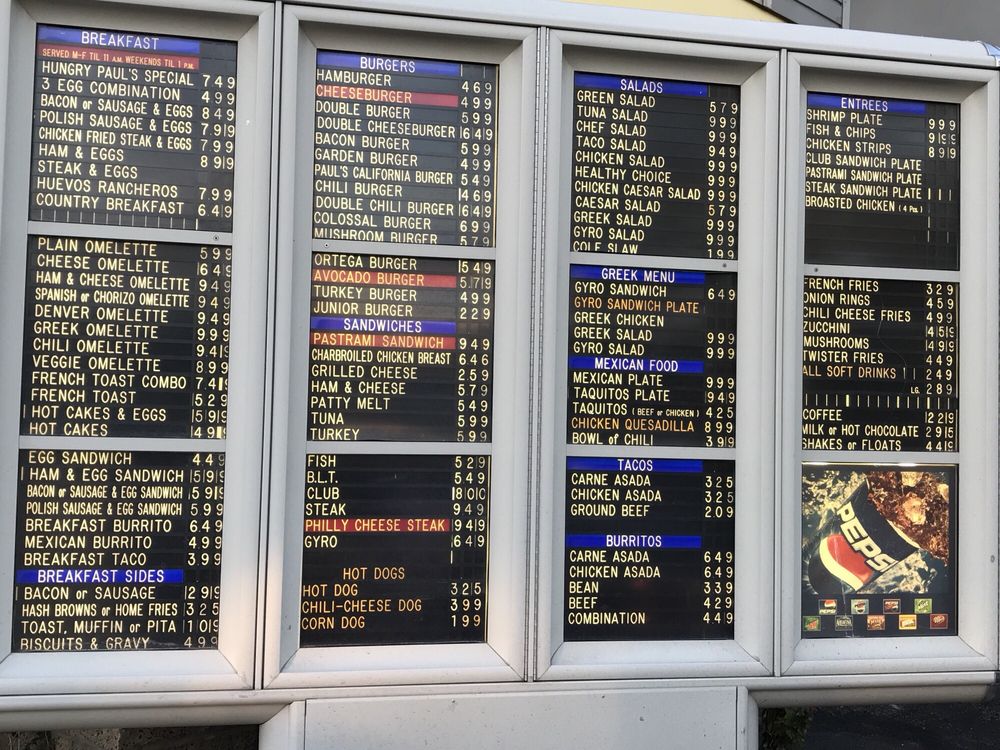 BREAKFAST
SERVED M-F TIL 11 A.M. WEEKENDS TIL 1 P.M.
HUNGRY PAUL'S SPECIAL 749
3 EGG COMBINATION 499
BACON or SAUSAGE & EGGS 849
POLISH SAUSAGE & EGGS 799
CHICKEN FRIED STEAK & EGGS 799
HAM & EGGS 899
STEAK & EGGS
HUEVOS RANCHEROS 799
COUNTRY BREAKFAST 649
PLAIN OMELETTE 599
CHEESE OMELETTE 649
HAM & CHEESE OMELETTE 949
SPANISH or CHORIZO OMELETTE 949
DENVER OMELETTE 949
GREEK OMELETTE 999
CHILI OMELETTE 949
VEGGIE OMELETTE 899
FRENCH TOAST COMBO 7.49
FRENCH TOAST 529
HOT CAKES & EGGS 599
HOT CAKES 49
EGG SANDWICH 449
HAM & EGG SANDWICH 599
BACON or SAUSAGE & EGG SANDWICH 599
POLISH SAUSAGE & EGG SANDWICH 599
BREAKFAST BURRITO 649
MEXICAN BURRITO 499
BREAKFAST TACO 399
BREAKFAST SIDES
BACON or SAUSAGE 299
HASH BROWNS or HOME FRIES 325
TOAST, MUFFIN or PITA 109
BISCUITS & GRAVY 499
BURGERS
HAMBURGER 469
CHEESEBURGER 499
DOUBLE BURGER 599
DOUBLE CHEESEBURGER 649
BACON BURGER 599
GARDEN BURGER 499
PAUL'S CALIFORNIA BURGER 549
CHILI BURGER 469
DOUBLE CHILI BURGER 649
COLOSSAL BURGER 699
MUSHROOM BURGER 579
ORTEGA BURGER 549
AVOCADO BURGER 579
TURKEY BURGER 499
JUNIOR BURGER 229
SANDWICHES
PASTRAMI SANDWICH 949
CHARBROILED CHICKEN BREAST 646
GRILLED CHEESE 259
HAM & CHEESE 579
PATTY MELT 549
TUNA 599
TURKEY 599
FISH 529
B.L.T. 549
CLUB 800
STEAK 949
PHILLY CHEESE STEAK 949
GYRO 649
HOT DOGS
HOT DOG 325
CHILI-CHEESE DOG 399
CORN DOG 199
SALADS
GREEN SALAD 579
TUNA SALAD 999
CHEF SALAD 999
TACO SALAD 949
CHICKEN SALAD 999
HEALTHY CHOICE 999
CHICKEN CAESAR SALAD 999
CAESAR SALAD 579
GREEK SALAD 999
GYRO SALAD 999
COLE SLAW 199
GREEK MENU
GYRO SANDWICH 649
GYRO SANDWICH PLATE
GREEK CHICKEN
GREEK SALAD 999
GYRO SALAD 999
MEXICAN FOOD
MEXICAN PLATE 999
TAQUITOS PLATE 949
TAQUITOS (BEEF or CHICKEN) 425
CHICKEN QUESADILLA 899
BOWL of CHILI 399
TACOS
CARNE ASADA 325
CHICKEN ASADA 325
GROUND BEEF 209
BURRITOS
CARNE ASADA 649
CHICKEN ASADA 649
BEAN 339
BEEF 429
COMBINATION 449
ENTREES
SHRIMP PLATE 999
FISH & CHIPS 999
CHICKEN STRIPS 899
CLUB SANDWICH PLATE
PASTRAMI SANDWICH PLATE
STEAK SANDWICH PLATE
BROASTED CHICKEN (4 Pcs.)
FRENCH FRIES 329
ONION RINGS 459
CHILI CHEESE FRIES 499
ZUCCHINI 459
MUSHROOMS 499
TWISTER FRIES 449
ALL SOFT DRINKS 249
LG. 289
COFFEE 229
MILK or HOT CHOCOLATE 295
SHAKES or FLOATS 449
PEPSI